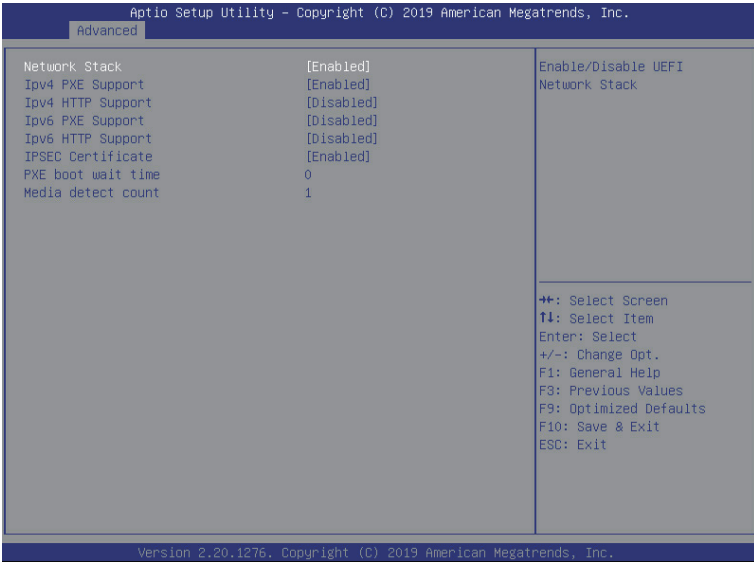 Aptio Setup Utility – Copyright (C) 2019 American Megatrends, Inc.
Advanced
Network Stack [Enabled]
Ipv4 PXE Support [Enabled]
Ipv4 HTTP Support [Disabled]
Ipv6 PXE Support [Disabled]
Ipv6 HTTP Support [Disabled]
IPSEC Certificate [Enabled]
PXE boot wait time 0
Media detect count 1
Enable/Disable UEFI
Network Stack
→←: Select Screen
↑↓: Select Item
Enter: Select
+/-: Change Opt.
F1: General Help
F3: Previous Values
F9: Optimized Defaults
F10: Save & Exit
ESC: Exit
Version 2.20.1276. Copyright (C) 2019 American Megatrends, Inc.